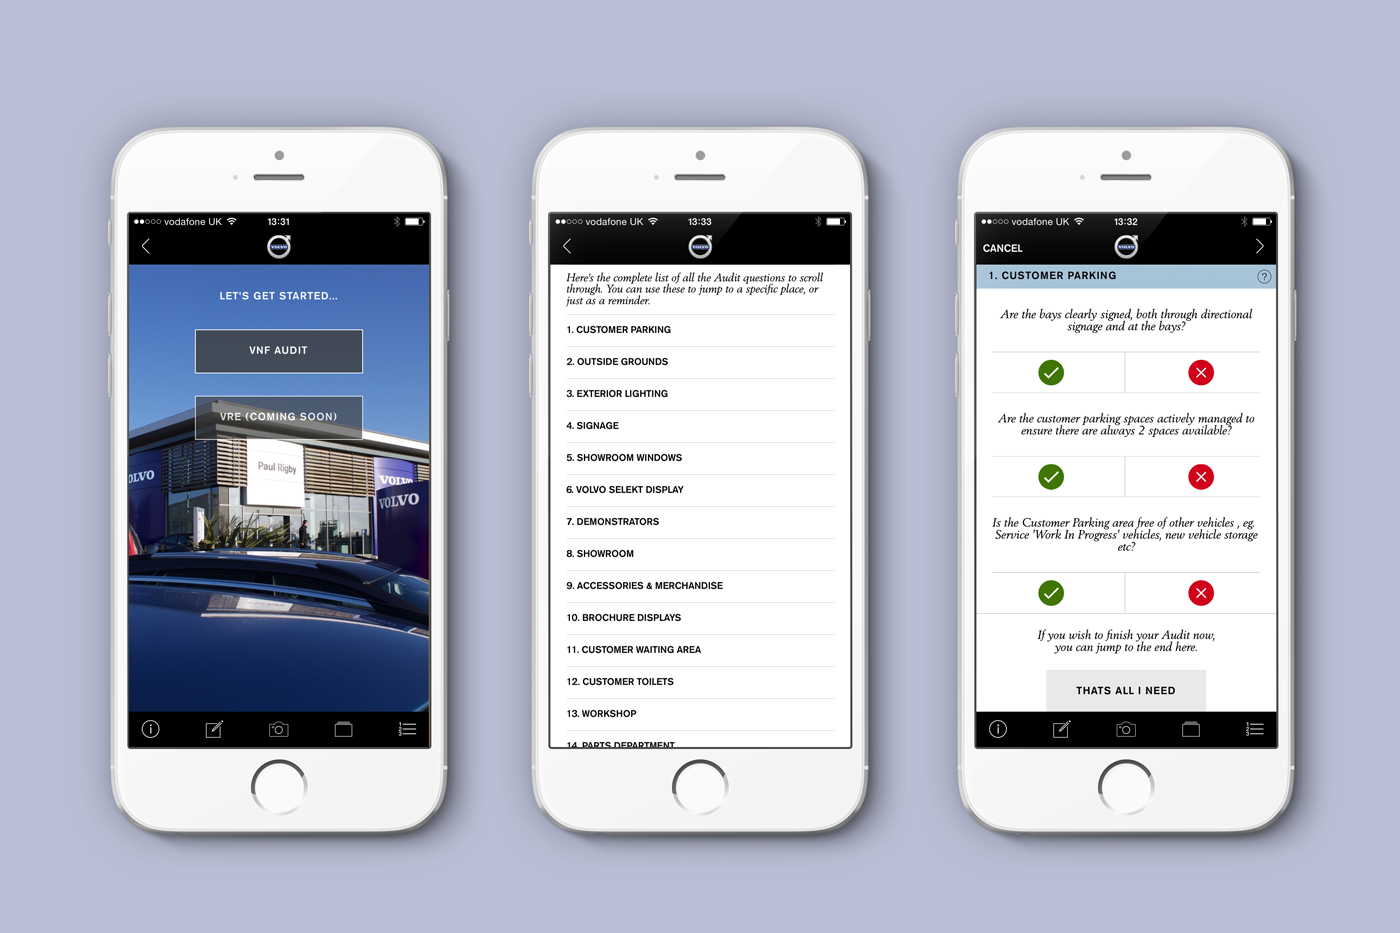 vodafone UK
13:31
VOLVO
LET'S GET STARTED...
VNF AUDIT
VRE (COMING SOON)
Paul Rigby
VOLVO
VOLVO
VOLVO
vodafone UK
13:33
VOLVO
Here's the complete list of all the Audit questions to scroll
through. You can use these to jump to a specific place, or
just as a reminder.
1. CUSTOMER PARKING
2. OUTSIDE GROUNDS
3. EXTERIOR LIGHTING
4. SIGNAGE
5. SHOWROOM WINDOWS
6. VOLVO SELEKT DISPLAY
7. DEMONSTRATORS
8. SHOWROOM
9. ACCESSORIES & MERCHANDISE
10. BROCHURE DISPLAYS
11. CUSTOMER WAITING AREA
12. CUSTOMER TOILETS
13. WORKSHOP
14. PARTS DEPARTMENT
vodafone UK
13:32
CANCEL
VOLVO
1. CUSTOMER PARKING
?
Are the bays clearly signed, both through directional
signage and at the bays?
Are the customer parking spaces actively managed to
ensure there are always 2 spaces available?
Is the Customer Parking area free of other vehicles , eg.
Service 'Work In Progress' vehicles, new vehicle storage
etc?
If you wish to finish your Audit now,
you can jump to the end here.
THATS ALL I NEED